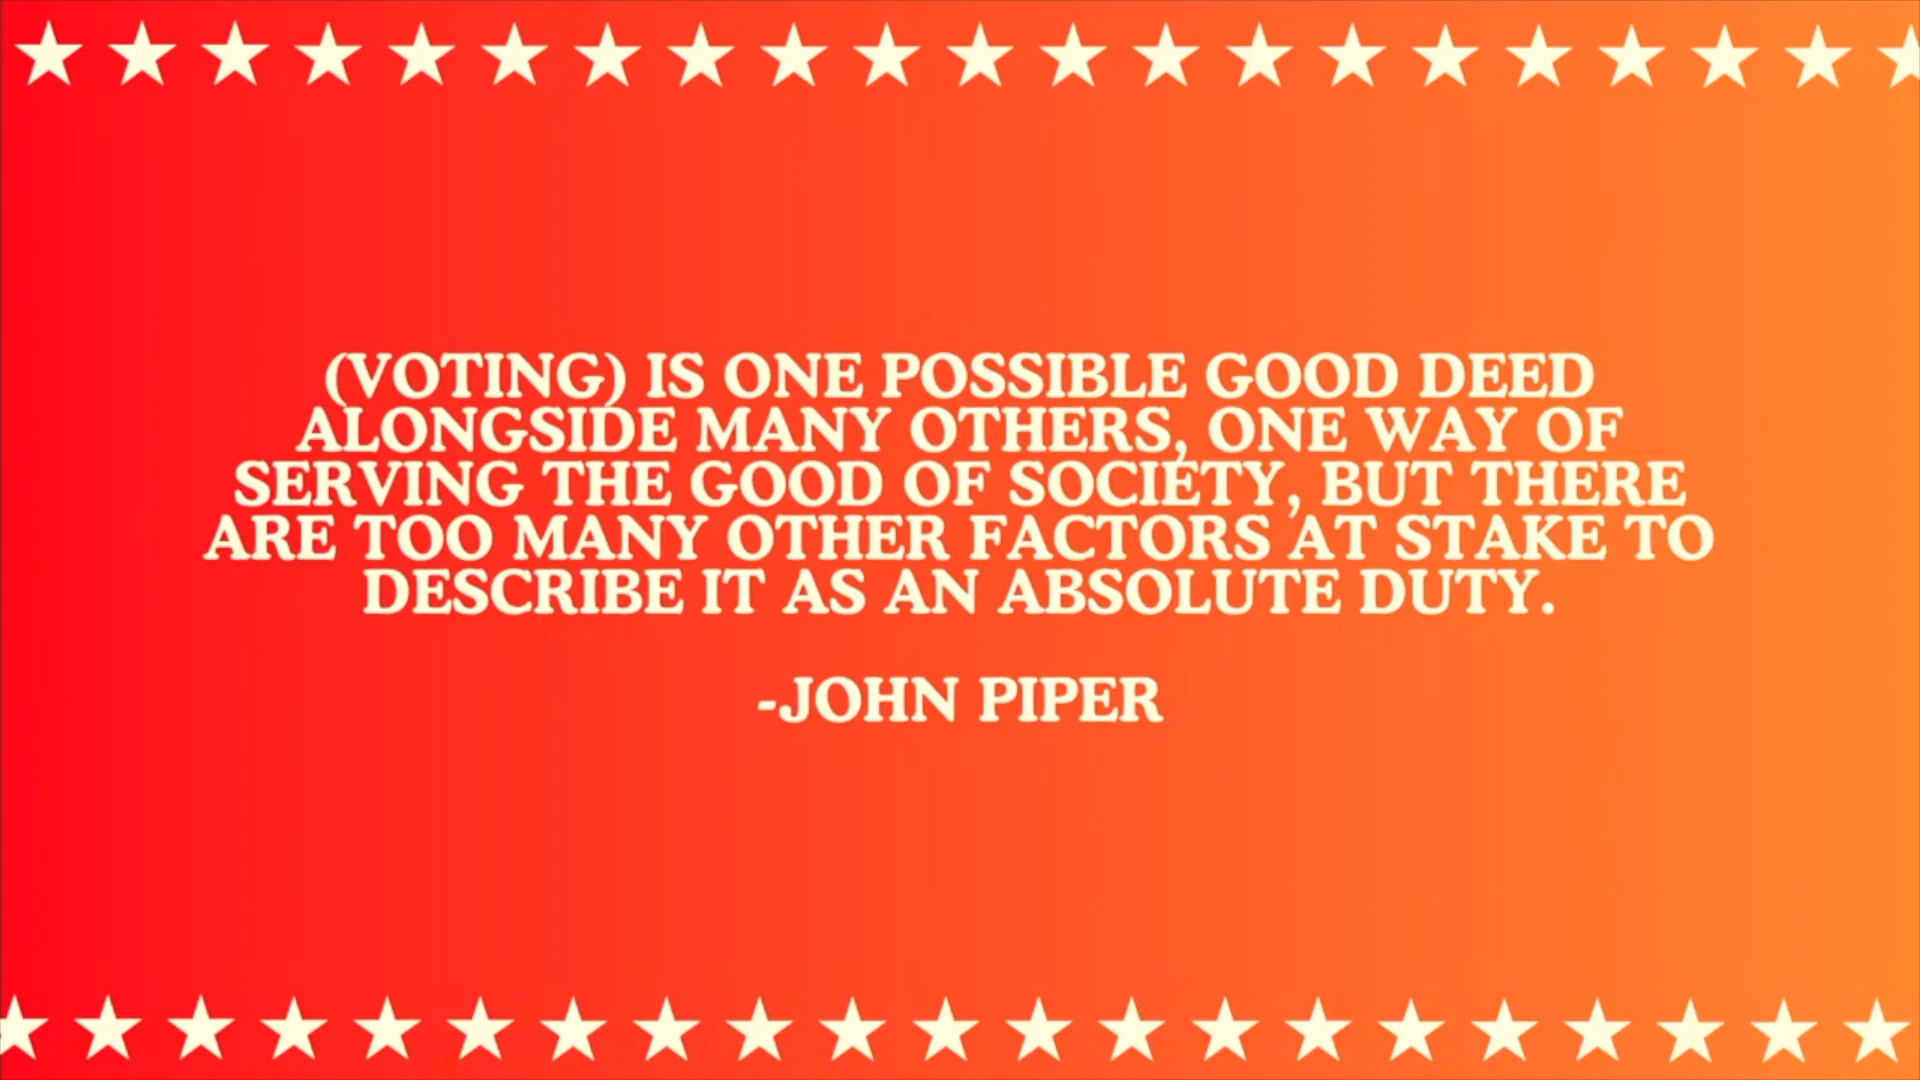 (VOTING) IS ONE POSSIBLE GOOD DEED
ALONGSIDE MANY OTHERS, ONE WAY OF
SERVING THE GOOD OF SOCIETY, BUT THERE
ARE TOO MANY OTHER FACTORS AT STAKE TO
DESCRIBE IT AS AN ABSOLUTE DUTY.
-JOHN PIPER